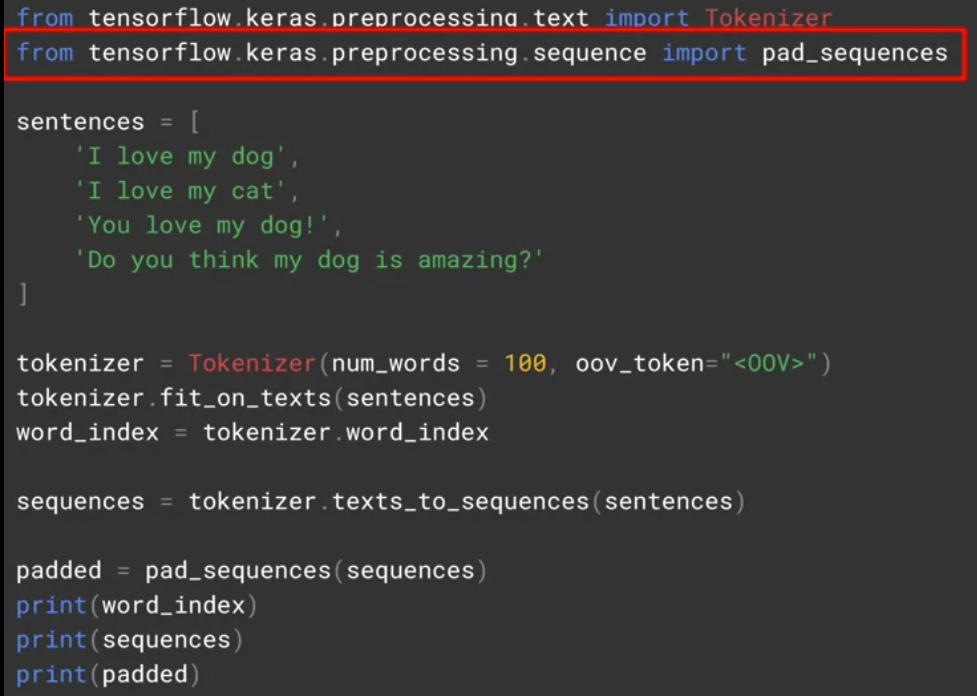 from tensorflow.keras.preprocessing.text import Tokenizer
from tensorflow.keras.preprocessing.sequence import pad_sequences
sentences = [
    'I love my dog',
    'I love my cat',
    'You love my dog!',
    'Do you think my dog is amazing?'
]
tokenizer = Tokenizer(num_words = 100, oov_token="<OOV>")
tokenizer.fit_on_texts(sentences)
word_index = tokenizer.word_index
sequences = tokenizer.texts_to_sequences(sentences)
padded = pad_sequences(sequences)
print(word_index)
print(sequences)
print(padded)